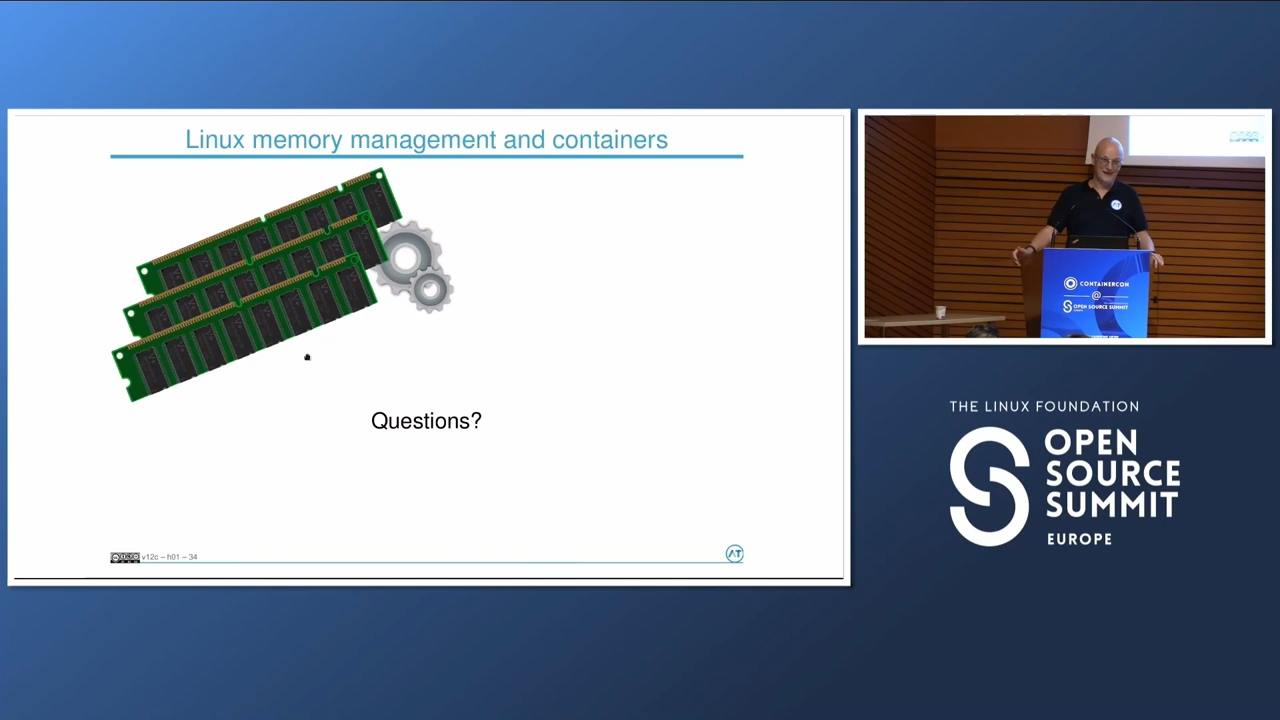 Linux memory management and containers
Questions?
v12c – h01 – 34
AT
CONTAINERCON
@
OPEN SOURCE SUMMIT
THE LINUX FOUNDATION
OPEN
SOURCE
SUMMIT
EUROPE